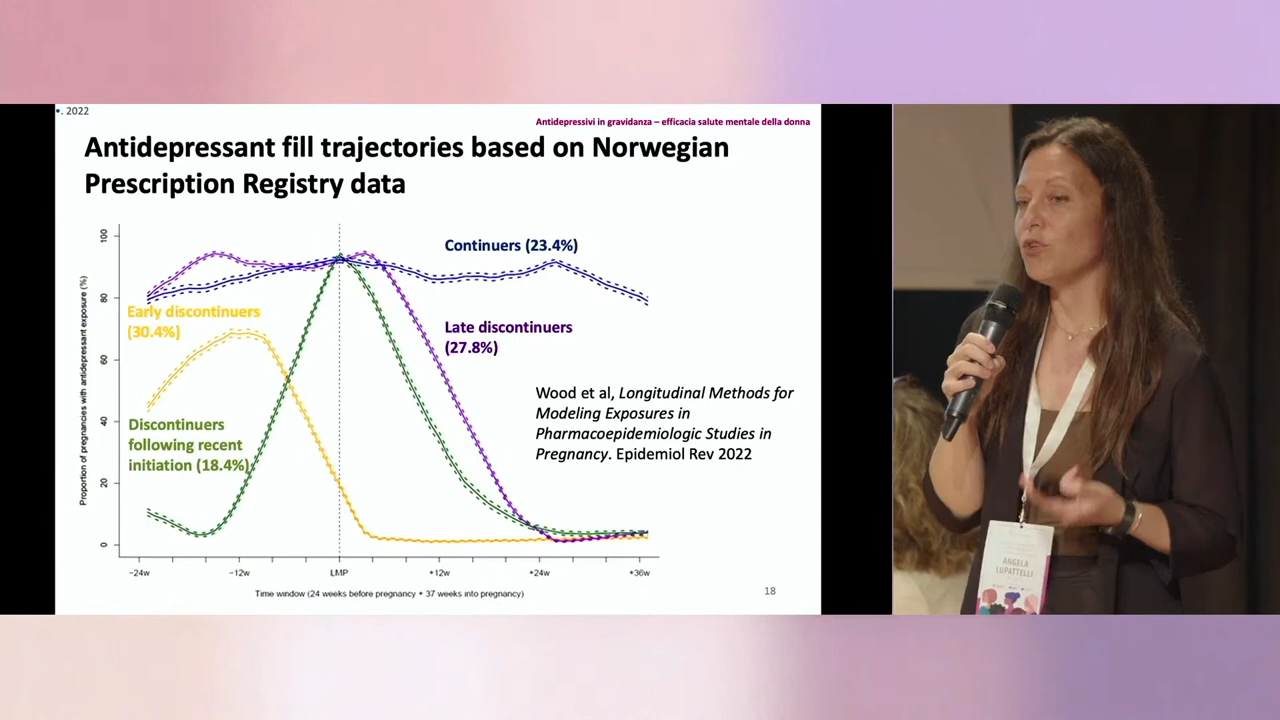 •. 2022
Antidepressivi in gravidanza – efficacia salute mentale della donna
Antidepressant fill trajectories based on Norwegian
Prescription Registry data
Proportion of pregnancies with antidepressant exposure (%)
100
80
60
40
20
0
Continuers (23.4%)
Early discontinuers
(30.4%)
Late discontinuers
(27.8%)
Discontinuers
following recent
initiation (18.4%)
Wood et al, Longitudinal Methods for
Modeling Exposures in
Pharmacoepidemiologic Studies in
Pregnancy. Epidemiol Rev 2022
−24w
−12w
LMP
+12w
+24w
+36w
Time window (24 weeks before pregnancy + 37 weeks into pregnancy)
18
ANGELA
LUPATTELLI